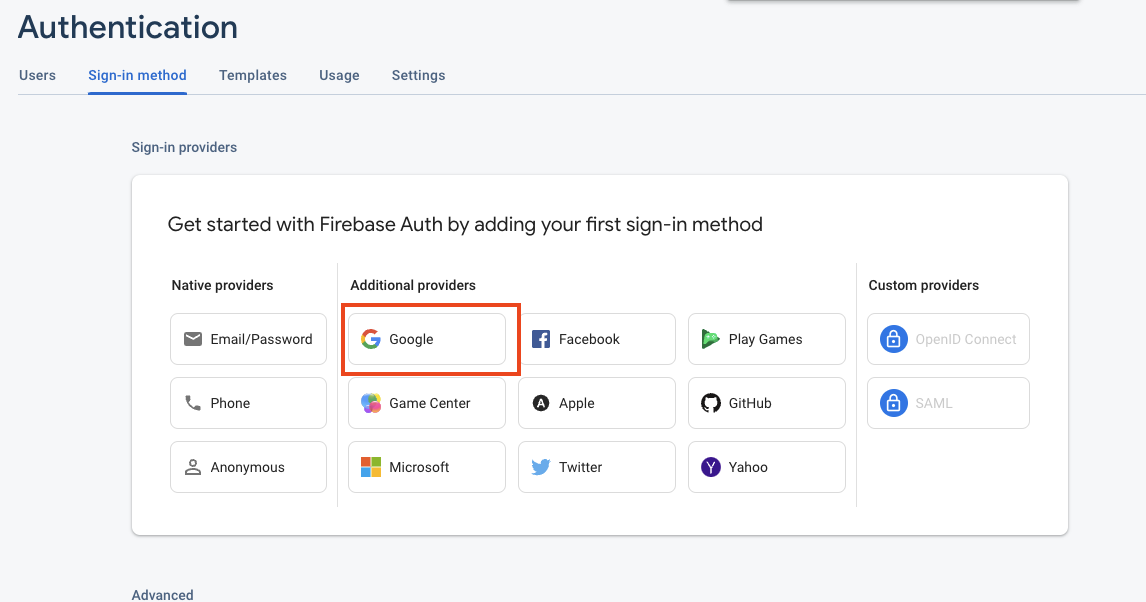 Authentication
Users Sign-in method Templates Usage Settings
Sign-in providers
Get started with Firebase Auth by adding your first sign-in method
Native providers Additional providers Custom providers
Email/Password Google Facebook Play Games OpenID Connect
Phone Game Center Apple GitHub SAML
Anonymous Microsoft Twitter Yahoo
Advanced